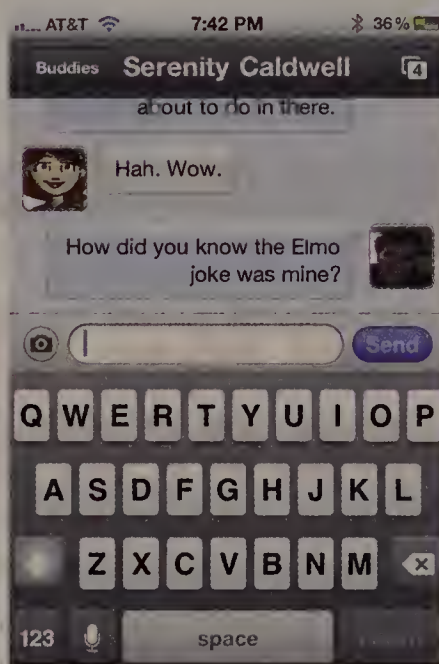 AT&T 7:42 PM 36%
Buddies Serenity Caldwell 4
about to do in there.
Hah. Wow.
How did you know the Elmo
joke was mine?
Send
Q W E R T Y U I O P
A S D F G H J K L
Z X C V B N M
123 space